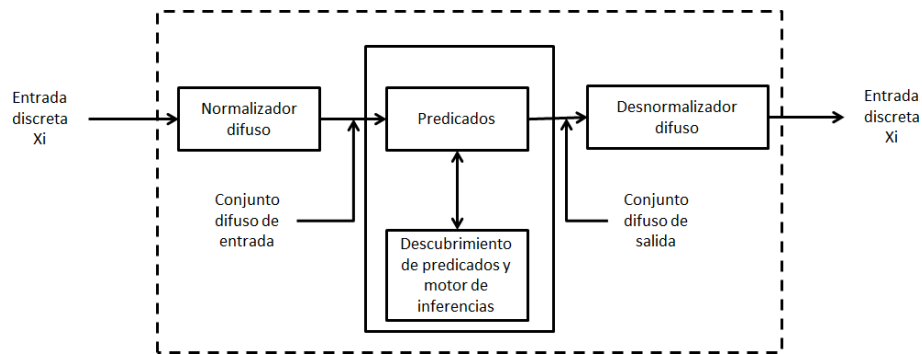 Entrada
discreta
Xi
Normalizador
difuso
Predicados
Desnormalizador
difuso
Entrada
discreta
Xi
Conjunto
difuso de
entrada
Descubrimiento
de predicados y
motor de
inferencias
Conjunto
difuso de
salida